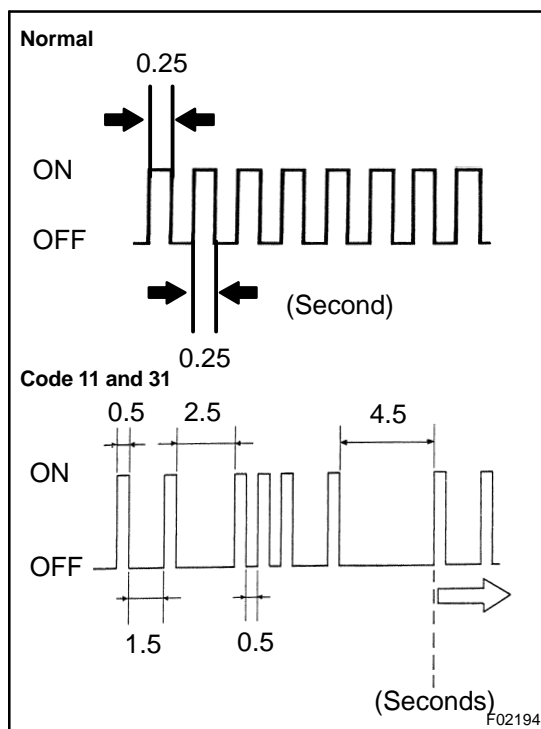 Normal
0.25
ON
OFF
(Second)
0.25
Code 11 and 31
0.5 2.5 4.5
ON
OFF
1.5 0.5
(Seconds)
F02194